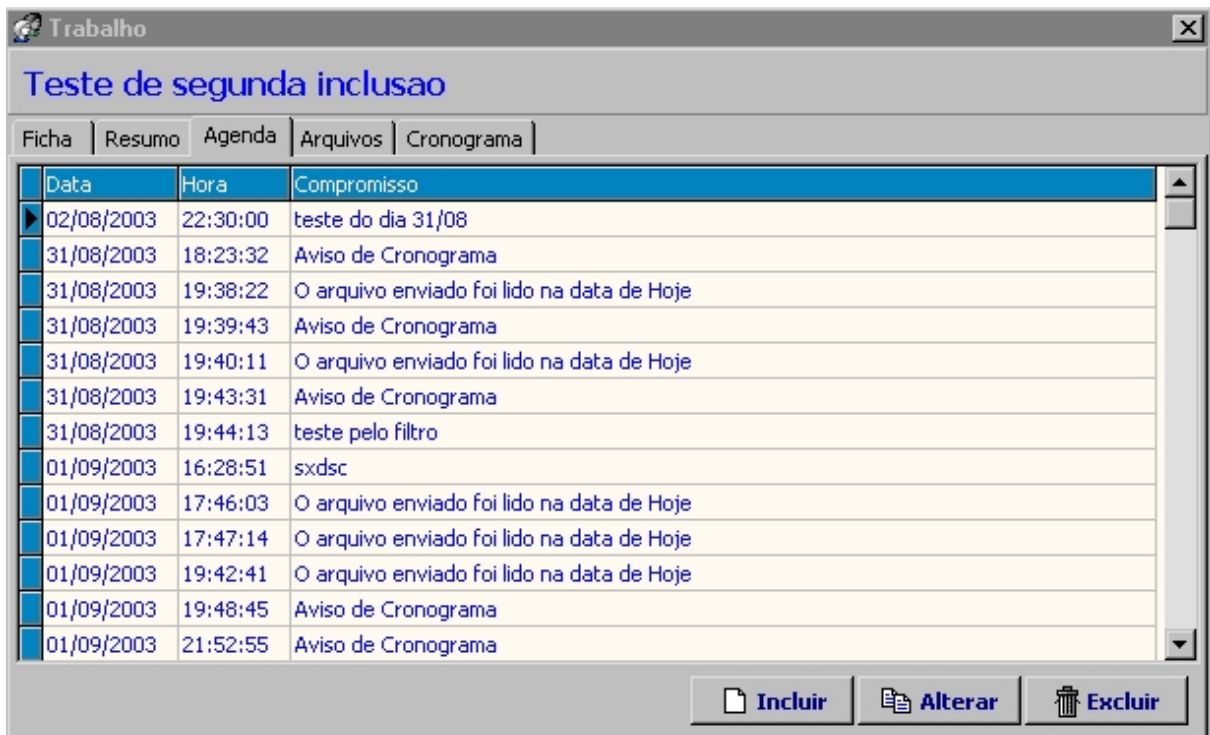 Trabalho
Teste de segunda inclusao
Ficha Resumo Agenda Arquivos Cronograma
Data Hora Compromisso
02/08/2003 22:30:00 teste do dia 31/08
31/08/2003 18:23:32 Aviso de Cronograma
31/08/2003 19:38:22 O arquivo enviado foi lido na data de Hoje
31/08/2003 19:39:43 Aviso de Cronograma
31/08/2003 19:40:11 O arquivo enviado foi lido na data de Hoje
31/08/2003 19:43:31 Aviso de Cronograma
31/08/2003 19:44:13 teste pelo filtro
01/09/2003 16:28:51 sxdsc
01/09/2003 17:46:03 O arquivo enviado foi lido na data de Hoje
01/09/2003 17:47:14 O arquivo enviado foi lido na data de Hoje
01/09/2003 19:42:41 O arquivo enviado foi lido na data de Hoje
01/09/2003 19:48:45 Aviso de Cronograma
01/09/2003 21:52:55 Aviso de Cronograma
Incluir Alterar Excluir